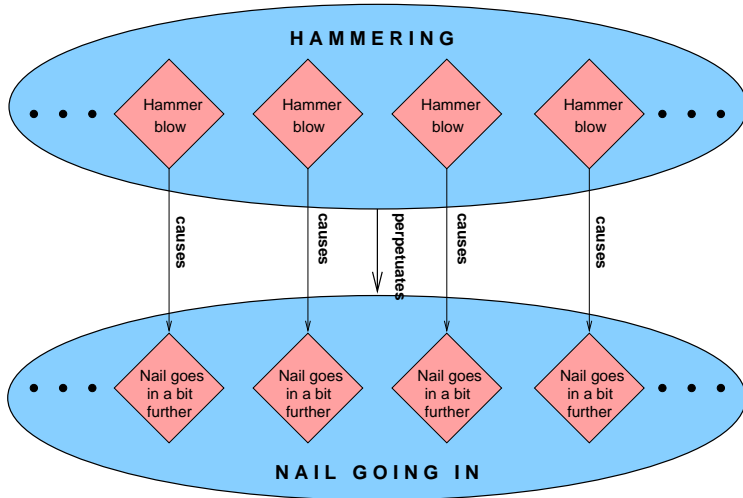 HAMMERING
Hammer
blow
Hammer
blow
Hammer
blow
Hammer
blow
causes
causes
perpetuates
causes
causes
Nail goes
in a bit
further
Nail goes
in a bit
further
Nail goes
in a bit
further
Nail goes
in a bit
further
NAIL GOING IN